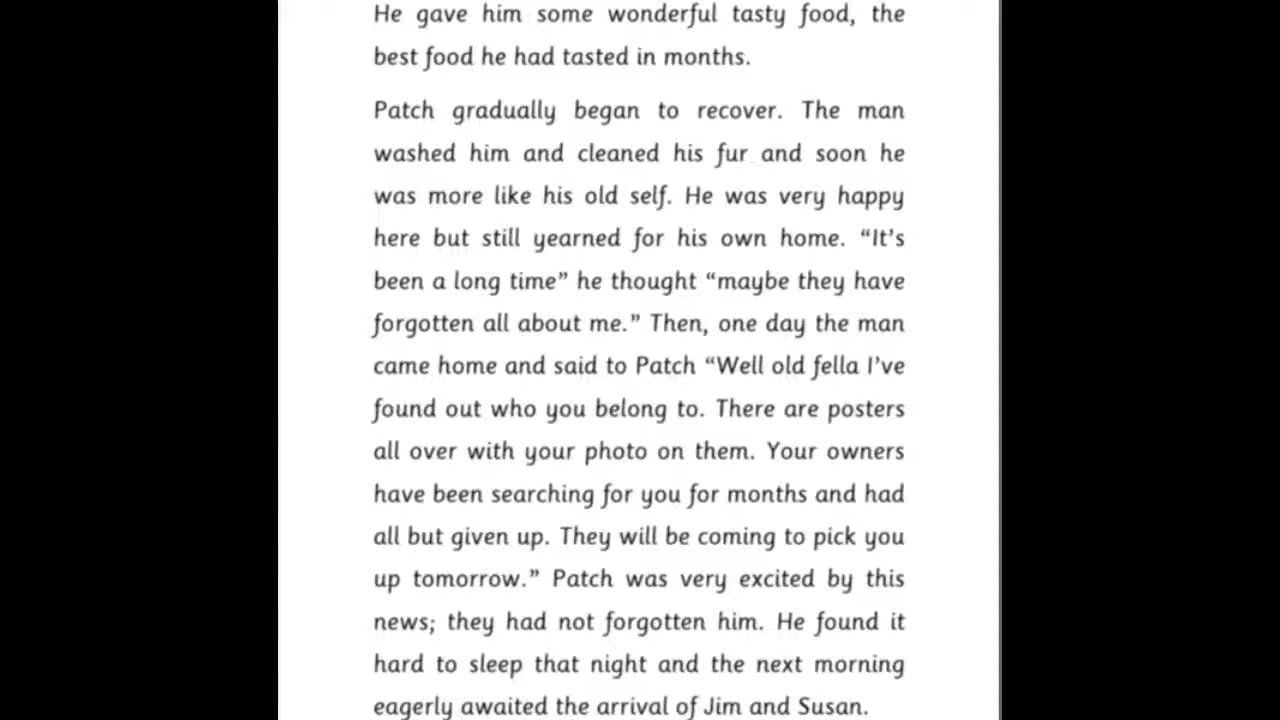 He gave him some wonderful tasty food, the
best food he had tasted in months.
Patch gradually began to recover. The man
washed him and cleaned his fur and soon he
was more like his old self. He was very happy
here but still yearned for his own home. “It’s
been a long time” he thought “maybe they have
forgotten all about me.” Then, one day the man
came home and said to Patch “Well old fella I’ve
found out who you belong to. There are posters
all over with your photo on them. Your owners
have been searching for you for months and had
all but given up. They will be coming to pick you
up tomorrow.” Patch was very excited by this
news; they had not forgotten him. He found it
hard to sleep that night and the next morning
eagerly awaited the arrival of Jim and Susan.